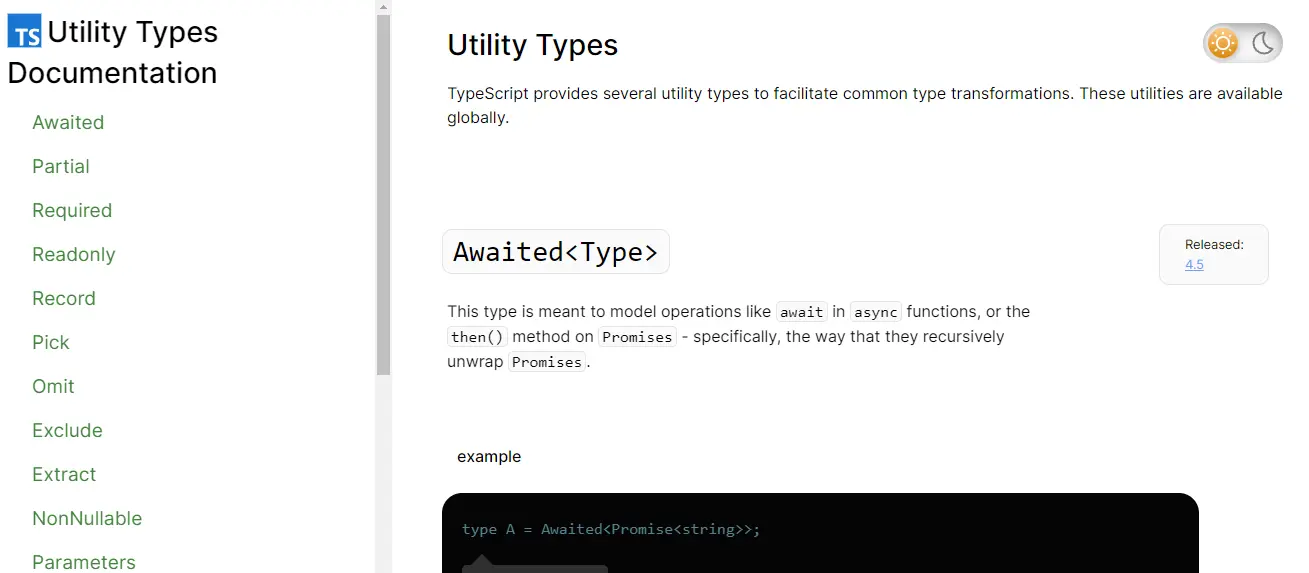 TS Utility Types
Documentation
Awaited
Partial
Required
Readonly
Record
Pick
Omit
Exclude
Extract
NonNullable
Parameters
Utility Types
TypeScript provides several utility types to facilitate common type transformations. These utilities are available
globally.
Awaited<Type>
Released:
4.5
This type is meant to model operations like await in async functions, or the
then() method on Promises - specifically, the way that they recursively
unwrap Promises.
example
type A = Awaited<Promise<string>>;